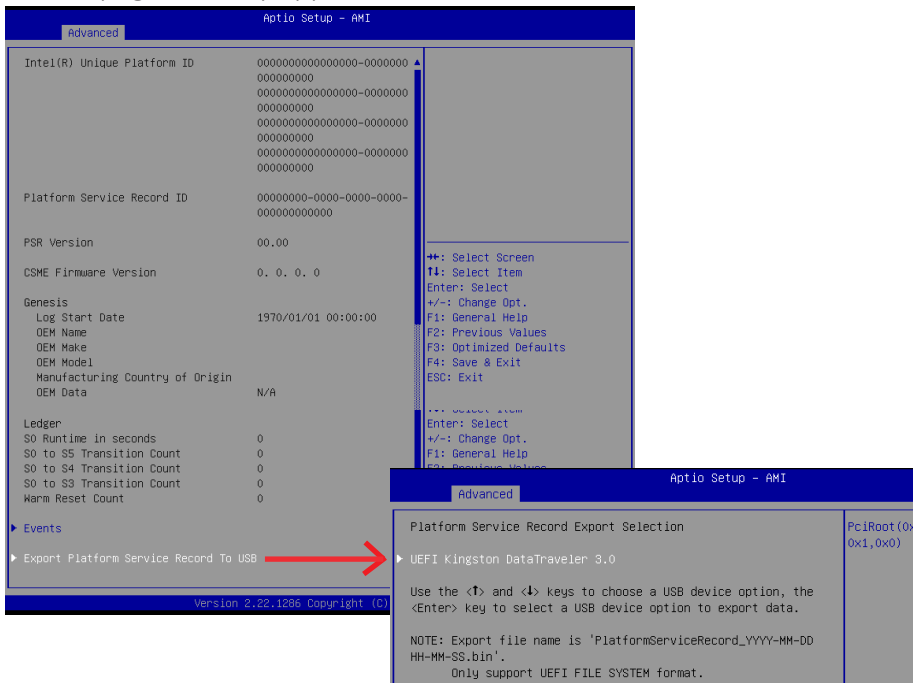 Aptio Setup – AMI
Advanced
Intel(R) Unique Platform ID 0000000000000000-0000000
000000000
0000000000000000-0000000
000000000
0000000000000000-0000000
000000000
0000000000000000-0000000
000000000
Platform Service Record ID 00000000-0000-0000-0000-
000000000000
PSR Version 00.00
CSME Firmware Version 0. 0. 0. 0
Genesis
Log Start Date 1970/01/01 00:00:00
OEM Name
OEM Make
OEM Model
Manufacturing Country of Origin
OEM Data N/A
Ledger
S0 Runtime in seconds 0
S0 to S5 Transition Count 0
S0 to S4 Transition Count 0
S0 to S3 Transition Count 0
Warm Reset Count 0
Events
Export Platform Service Record To USB
→←: Select Screen
↑↓: Select Item
Enter: Select
+/-: Change Opt.
F1: General Help
F2: Previous Values
F3: Optimized Defaults
F4: Save & Exit
ESC: Exit
Enter: Select
+/-: Change Opt.
F1: General Help
Version 2.22.1286 Copyright (C)
Aptio Setup – AMI
Advanced
Platform Service Record Export Selection
UEFI Kingston DataTraveler 3.0
Use the <↑> and <↓> keys to choose a USB device option, the
<Enter> key to select a USB device option to export data.
NOTE: Export file name is 'PlatformServiceRecord_YYYY-MM-DD
HH-MM-SS.bin'.
Only support UEFI FILE SYSTEM format.
PciRoot(0x
0x1,0x0)